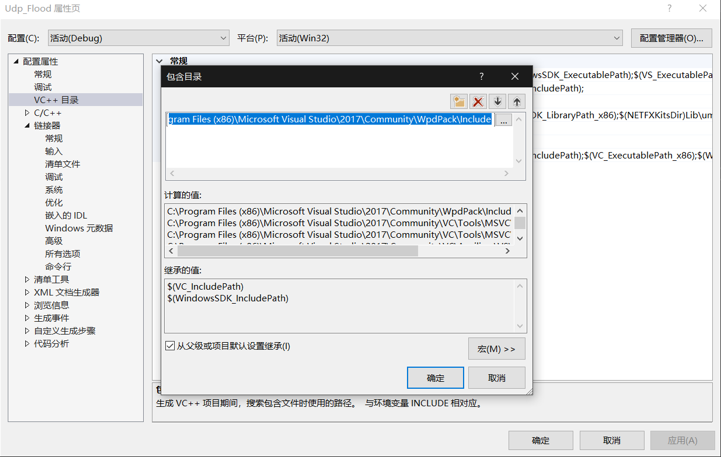 Udp_Flood 属性页
配置(C): 活动(Debug) 平台(P): 活动(Win32) 配置管理器(O)...
配置属性
常规
调试
VC++ 目录
C/C++
链接器
常规
输入
清单文件
调试
系统
优化
嵌入的 IDL
Windows 元数据
高级
所有选项
命令行
清单工具
XML 文档生成器
浏览信息
生成事件
自定义生成步骤
代码分析
常规
wsSDK_ExecutablePath);$(VS_ExecutablePa
cludePath);
DK_LibraryPath_x86);$(NETFXKitsDir)Lib\um
ncludePath);$(VC_ExecutablePath_x86);$(W
包含目录
gram Files (x86)\Microsoft Visual Studio\2017\Community\WpdPack\Include
...
计算的值:
C:\Program Files (x86)\Microsoft Visual Studio\2017\Community\WpdPack\Includ
C:\Program Files (x86)\Microsoft Visual Studio\2017\Community\VC\Tools\MSVC
C:\Program Files (x86)\Microsoft Visual Studio\2017\Community\VC\Tools\MSVC
继承的值:
$(VC_IncludePath)
$(WindowsSDK_IncludePath)
从父级或项目默认设置继承(I)
宏(M) >>
确定 取消
生成 VC++ 项目期间，搜索包含文件时使用的路径。 与环境变量 INCLUDE 相对应。
确定 取消 应用(A)